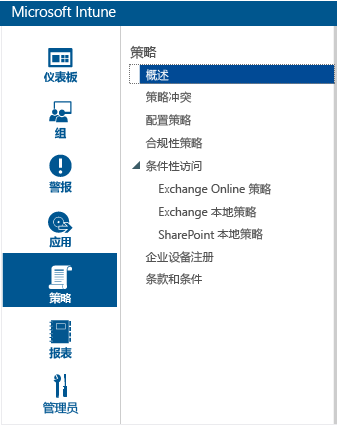 Microsoft Intune
仪表板
组
警报
应用
策略
报表
管理员
策略
概述
策略冲突
配置策略
合规性策略
条件性访问
Exchange Online 策略
Exchange 本地策略
SharePoint 本地策略
企业设备注册
条款和条件